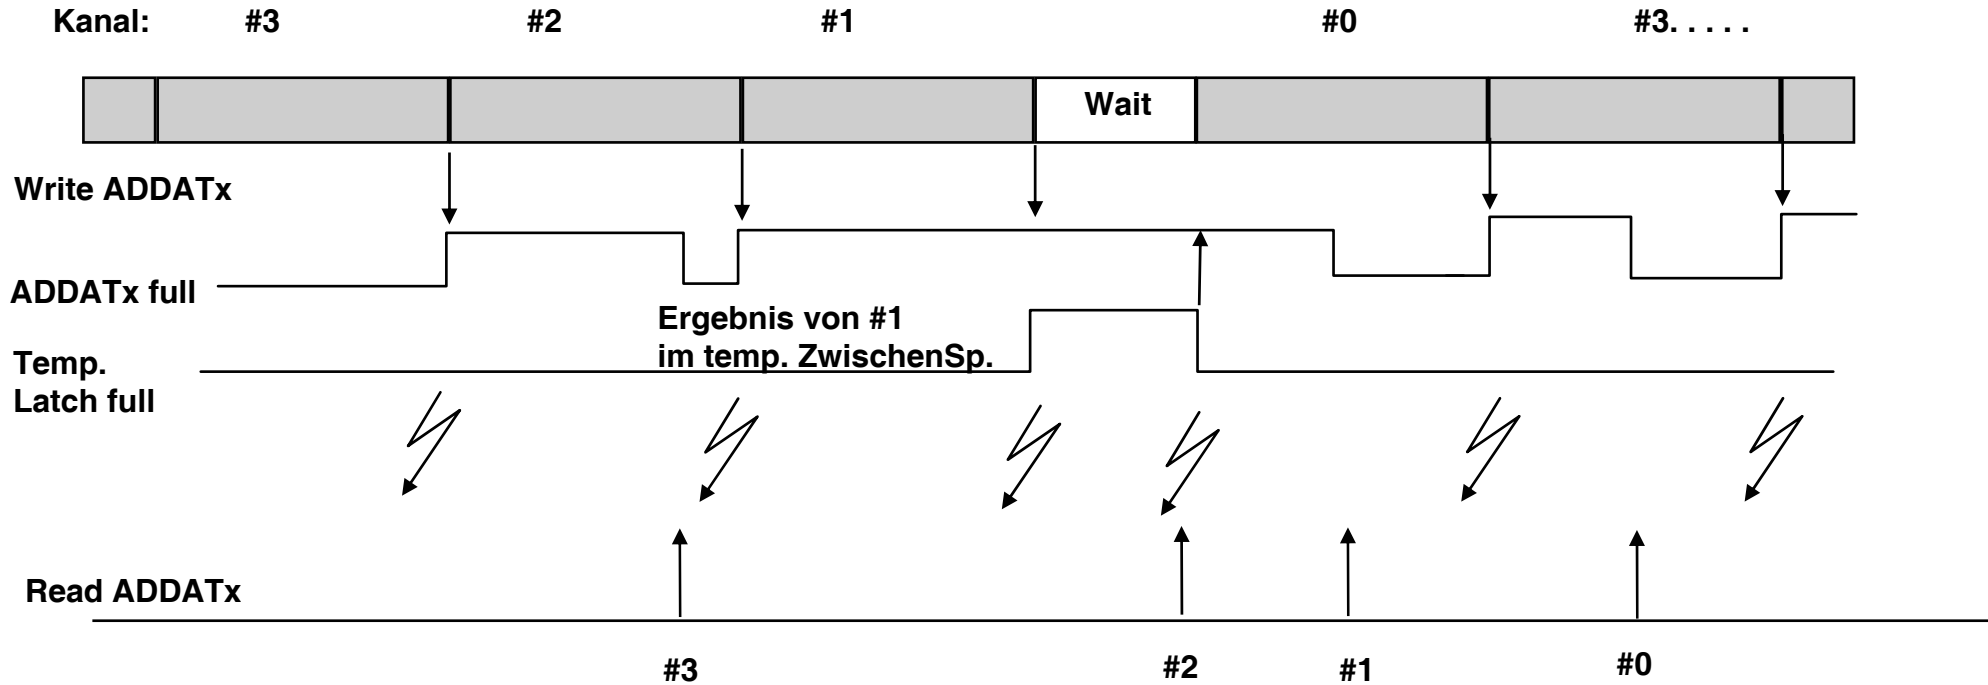 Kanal: #3 #2 #1 #0 #3. . . . .
Wait
Write ADDATx
ADDATx full
Ergebnis von #1
im temp. ZwischenSp.
Temp.
Latch full
Read ADDATx
#3 #2 #1 #0